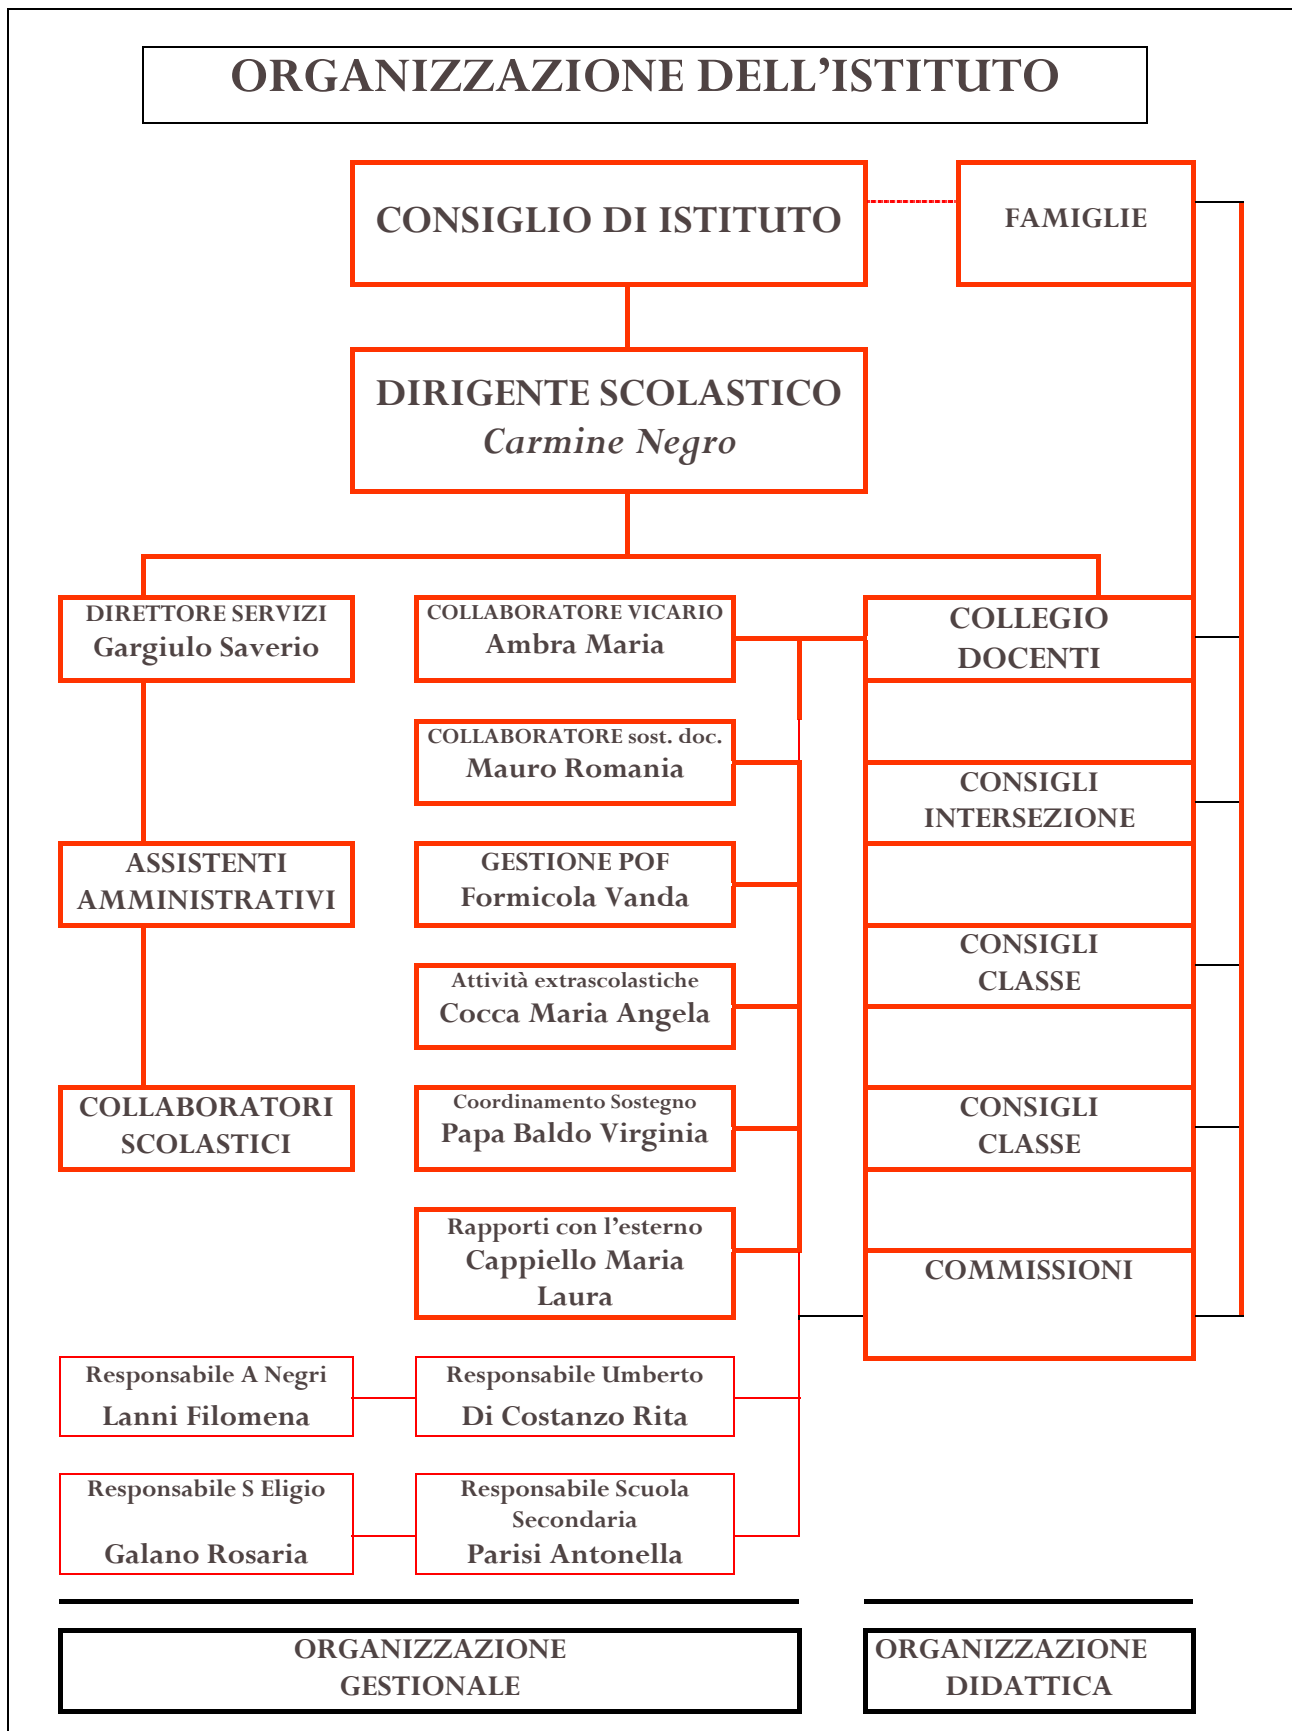 ORGANIZZAZIONE DELL'ISTITUTO
CONSIGLIO DI ISTITUTO
FAMIGLIE
DIRIGENTE SCOLASTICO
Carmine Negro
DIRETTORE SERVIZI
Gargiulo Saverio
COLLABORATORE VICARIO
Ambra Maria
COLLEGIO
DOCENTI
COLLABORATORE sost. doc.
Mauro Romania
CONSIGLI
INTERSEZIONE
ASSISTENTI
AMMINISTRATIVI
GESTIONE POF
Formicola Vanda
CONSIGLI
CLASSE
Attività extrascolastiche
Cocca Maria Angela
COLLABORATORI
SCOLASTICI
Coordinamento Sostegno
Papa Baldo Virginia
CONSIGLI
CLASSE
Rapporti con l'esterno
Cappiello Maria
Laura
COMMISSIONI
Responsabile A Negri
Lanni Filomena
Responsabile Umberto
Di Costanzo Rita
Responsabile S Eligio
Galano Rosaria
Responsabile Scuola
Secondaria
Parisi Antonella
ORGANIZZAZIONE
GESTIONALE
ORGANIZZAZIONE
DIDATTICA